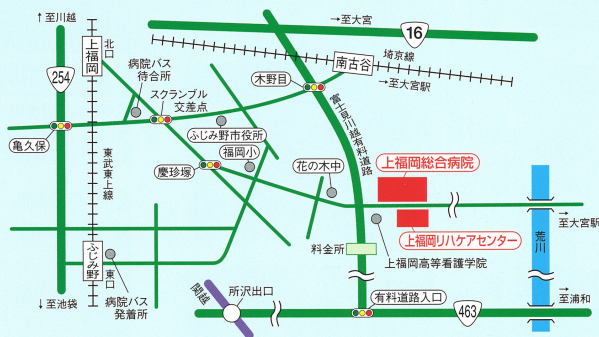 ↑至川越
→至大宮
16
上福岡
北口
病院バス
待合所
南古谷
埼京線
→至大宮駅
254
木野目
スクランブル
交差点
富士見川越有料道路
ふじみ野市役所
亀久保
福岡小
慶珍塚
花の木中
上福岡総合病院
東武東上線
→
至大宮駅
上福岡リハケアセンター
荒川
ふじみ野
東口
料金所
上福岡高等看護学院
病院バス
発着所
関越
所沢出口
→
至浦和
↓至池袋
有料道路入口
463